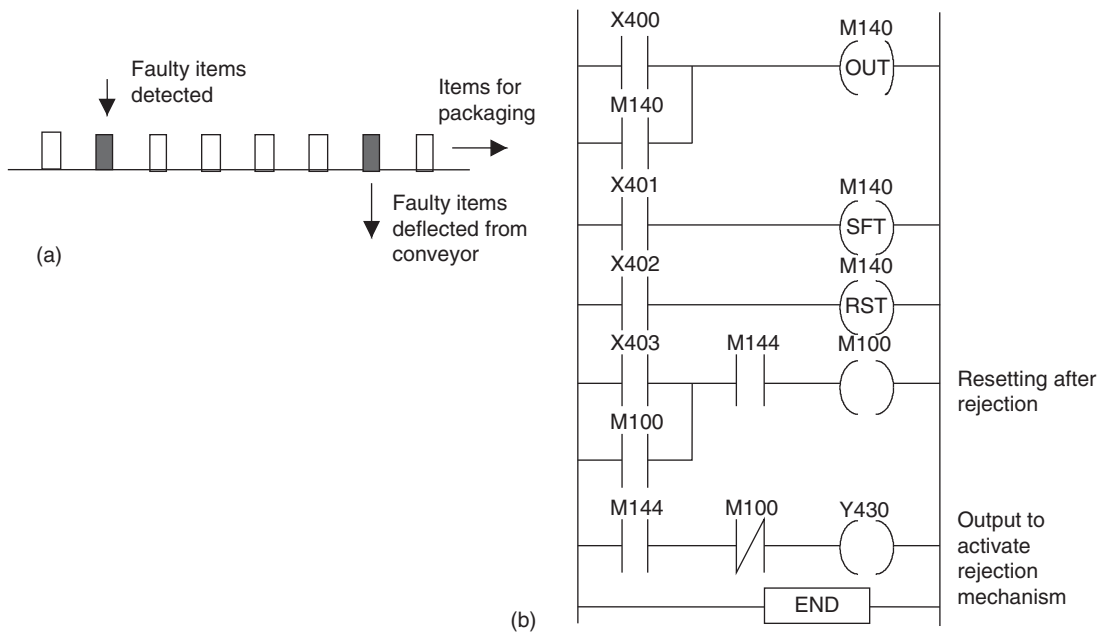 Faulty items
detected
Items for
packaging
Faulty items
deflected from
conveyor
(a)
X400
M140
OUT
M140
X401
M140
SFT
X402
M140
RST
X403
M144
M100
Resetting after
rejection
M100
M144
M100
Y430
Output to
activate
rejection
mechanism
END
(b)